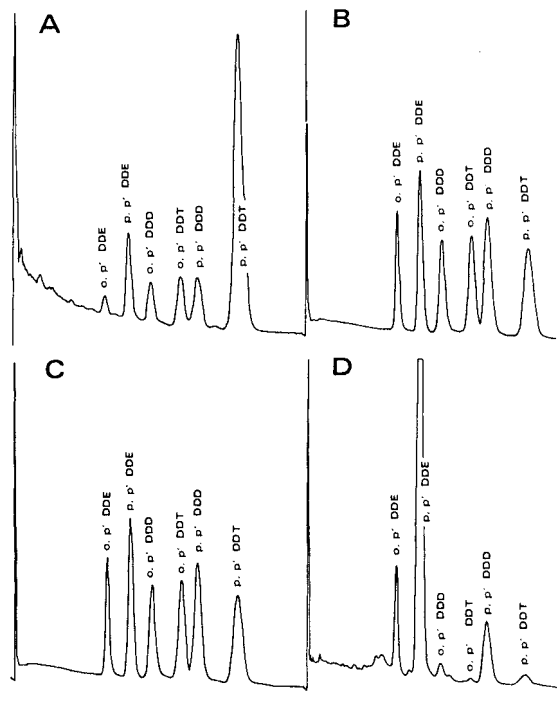 A
o, p' DDE
p, p' DDE
o, p' DDD
o, p' DDT
p, p' DDD
p, p' DDT
B
o, p' DDE
p, p' DDE
o, p' DDD
o, p' DDT
p, p' DDD
p, p' DDT
C
o, p' DDE
p, p' DDE
o, p' DDD
o, p' DDT
p, p' DDD
p, p' DDT
D
o, p' DDE
p, p' DDE
o, p' DDD
o, p' DDT
p, p' DDD
p, p' DDT